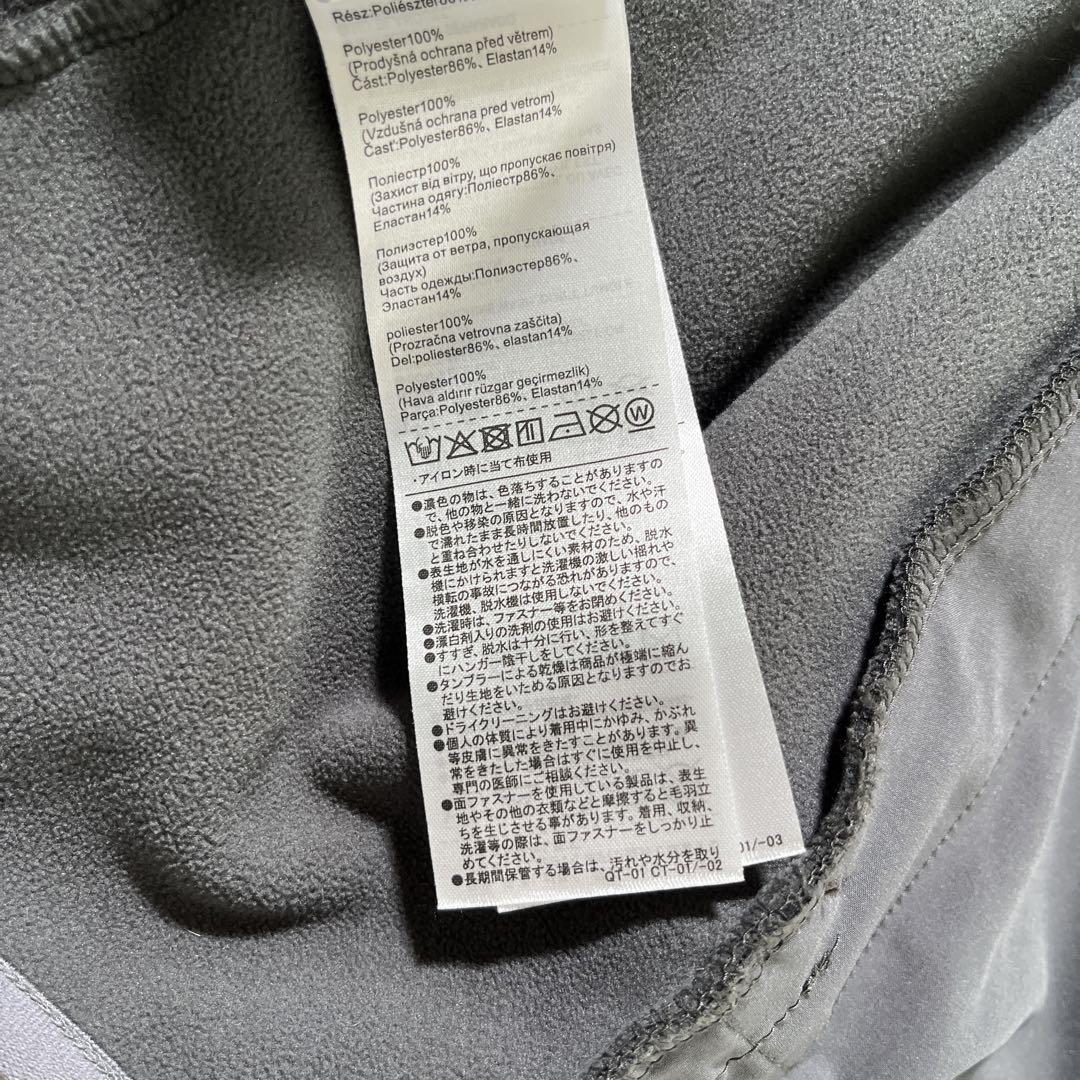 Rész:Poliészter86%
Polyester100%
(Prodyšná ochrana před větrem)
Část:Polyester86%、Elastan14%
Polyester100%
(Vzdušná ochrana pred vetrom)
Časť:Polyester86%、Elastan14%
Поліестр100%
(Захист від вітру, що пропускає повітря)
Частина одягу:Поліестр86%、
Еластан14%
Полиэстер100%
(Защита от ветра, пропускающая
воздух)
Часть одежды:Полиэстер86%、
Эластан14%
poliester100%
(Prozračna vetrovna zaščita)
Del:poliester86%、elastan14%
Polyester100%
(Hava aldırır rüzgar geçirmezlik)
Parça:Polyester86%、Elastan14%
W
・アイロン時に当て布使用
●濃色の物は、色落ちすることがありますの
で、他の物と一緒に洗わないでください。
●脱色や移染の原因となりますので、水や汗
で濡れたまま長時間放置したり、他のもの
と重ね合わせたりしないでください。
●表生地が水を通しにくい素材のため、脱水
機にかけられますと洗濯機の激しい揺れや
横転の事故につながる恐れがありますので、
洗濯機、脱水機は使用しないでください。
●洗濯時は、ファスナー等をお閉めください。
●漂白剤入りの洗剤の使用はお避けください。
●すすぎ、脱水は十分に行い、形を整えてすぐ
にハンガー陰干しをしてください。
●タンブラーによる乾燥は商品が極端に縮ん
だり生地をいためる原因となりますのでお
避けください。
●ドライクリーニングはお避けください。
●個人の体質により着用中にかゆみ、かぶれ
等皮膚に異常をきたすことがあります。異
常をきたした場合はすぐに使用を中止し、
専門の医師にご相談ください。
●面ファスナーを使用している製品は、表生
地やその他の衣類などと摩擦すると毛羽立
ちを生じさせる事があります。着用、収納、
洗濯等の際は、面ファスナーをしっかり止
めてください。
●長期間保管する場合は、汚れや水分を取り
QT-01 CT-01/-02
01/-03